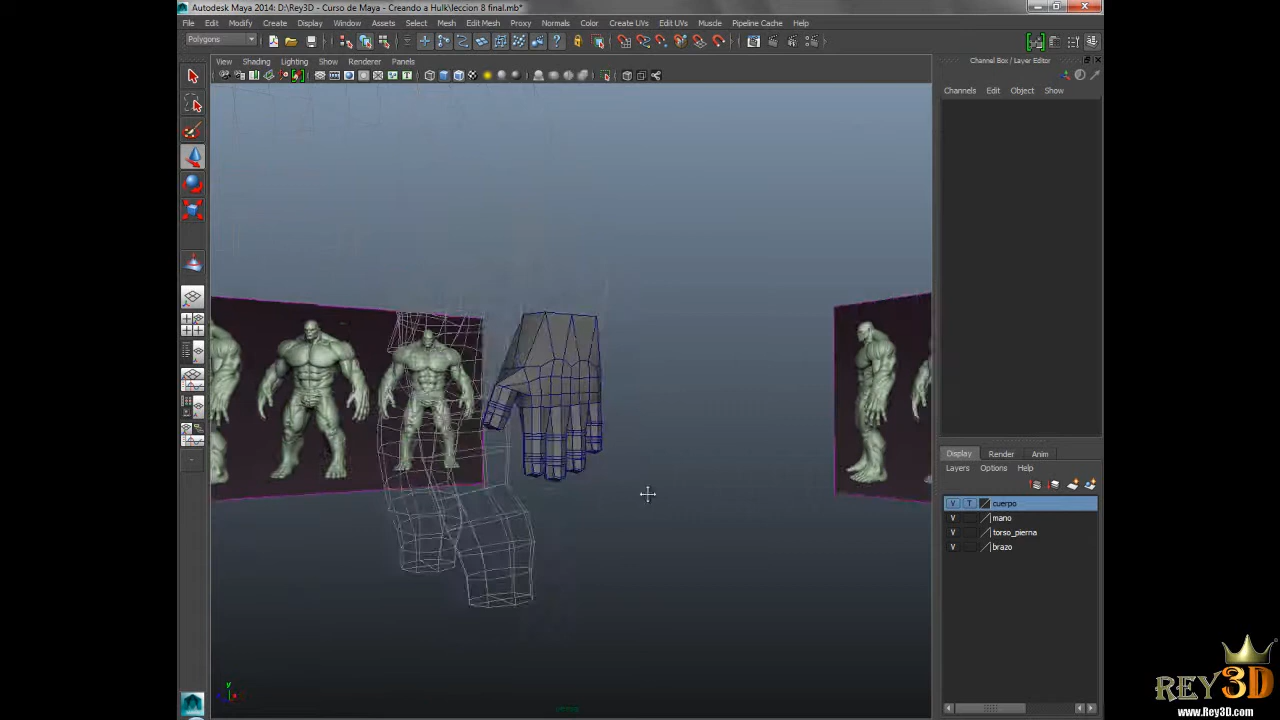 Autodesk Maya 2014: D:\Rey3D - Curso de Maya - Creando a Hulk\leccion 8 final.mb*
File Edit Modify Create Display Window Assets Select Mesh Edit Mesh Proxy Normals Color Create UVs Edit UVs Muscle Pipeline Cache Help
Polygons
View Shading Lighting Show Renderer Panels
Channel Box / Layer Editor
Channels Edit Object Show
Display Render Anim
Layers Options Help
V T cuerpo
V mano
V torso_pierna
V brazo
y
persp
REY3D
www.Rey3D.com